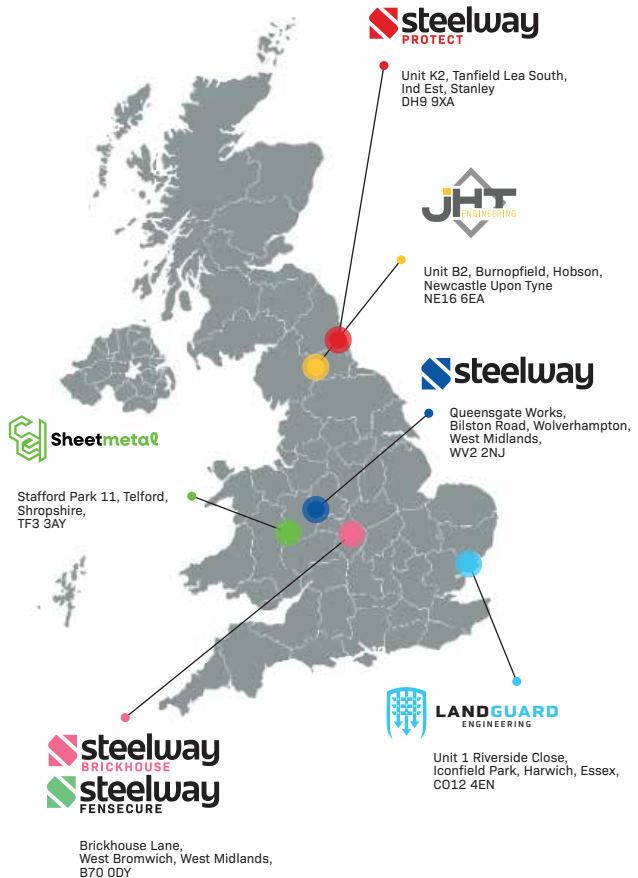 steelway
PROTECT
Unit K2, Tanfield Lea South,
Ind Est, Stanley
DH9 9XA
JHT
ENGINEERING
Unit B2, Burnopfield, Hobson,
Newcastle Upon Tyne
NE16 6EA
steelway
Queensgate Works,
Bilston Road, Wolverhampton,
West Midlands,
WV2 2NJ
Sheetmetal
Stafford Park 11, Telford,
Shropshire,
TF3 3AY
LANDGUARD
ENGINEERING
Unit 1 Riverside Close,
Iconfield Park, Harwich, Essex,
CO12 4EN
steelway
BRICKHOUSE
steelway
FENSECURE
Brickhouse Lane,
West Bromwich, West Midlands,
B70 0DY